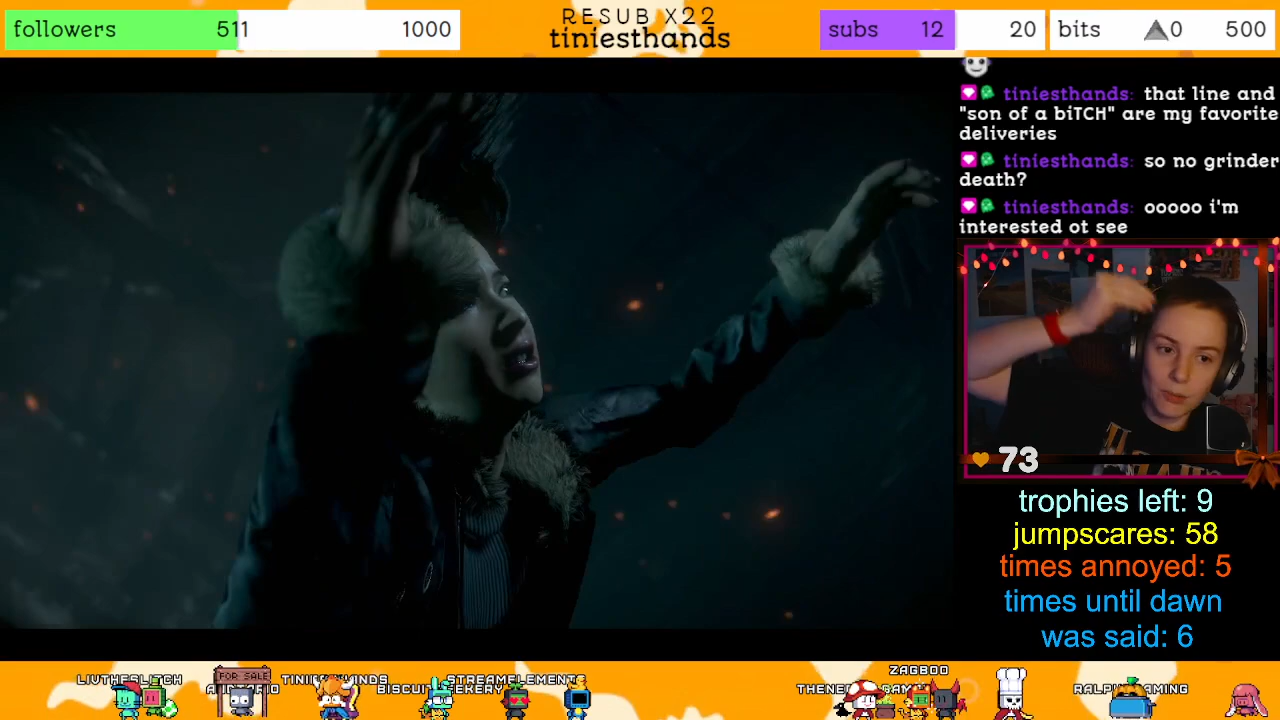 followers 511 1000
RESUB X22
tiniesthands
subs 12 20
bits 0 500
tiniesthands: that line and
"son of a biTCH" are my favorite
deliveries
tiniesthands: so no grinder
death?
tiniesthands: ooooo i'm
interested ot see
73
trophies left: 9
jumpscares: 58
times annoyed: 5
times until dawn
was said: 6
FOR SALE
ZAGBOO